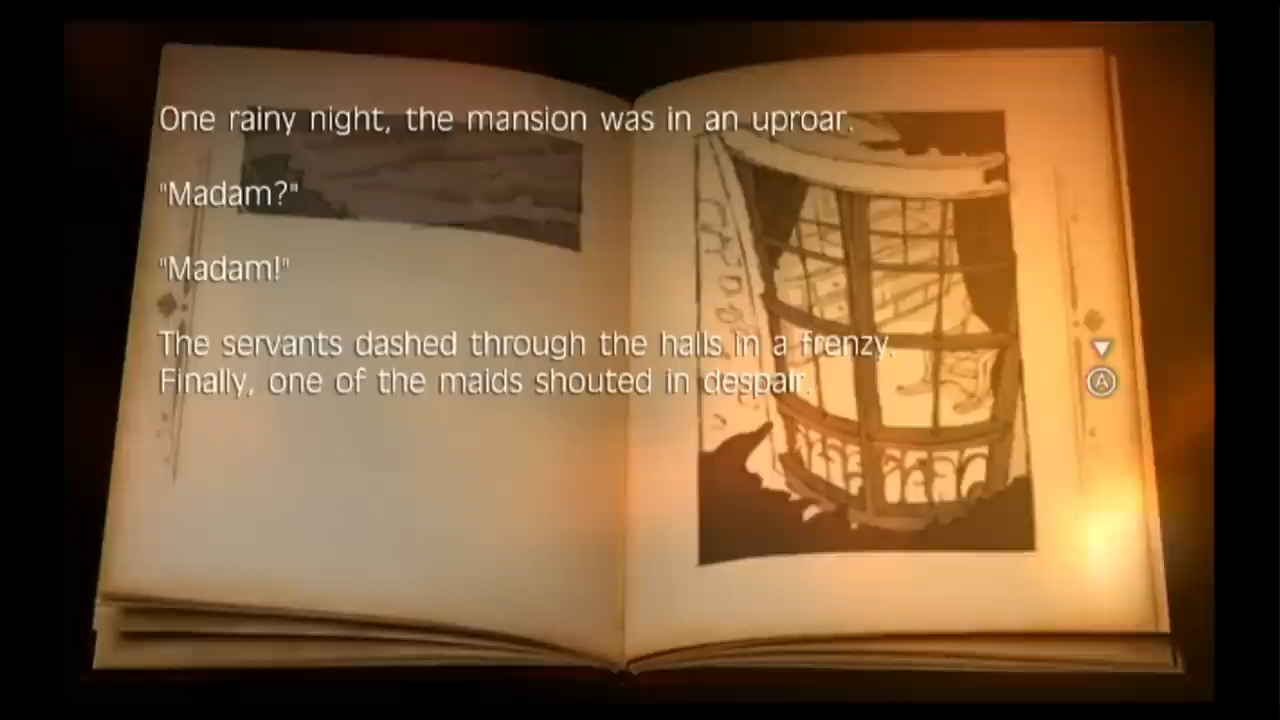 One rainy night, the mansion was in an uproar.
"Madam?"
"Madam!"
The servants dashed through the halls in a frenzy.
Finally, one of the maids shouted in despair.
A